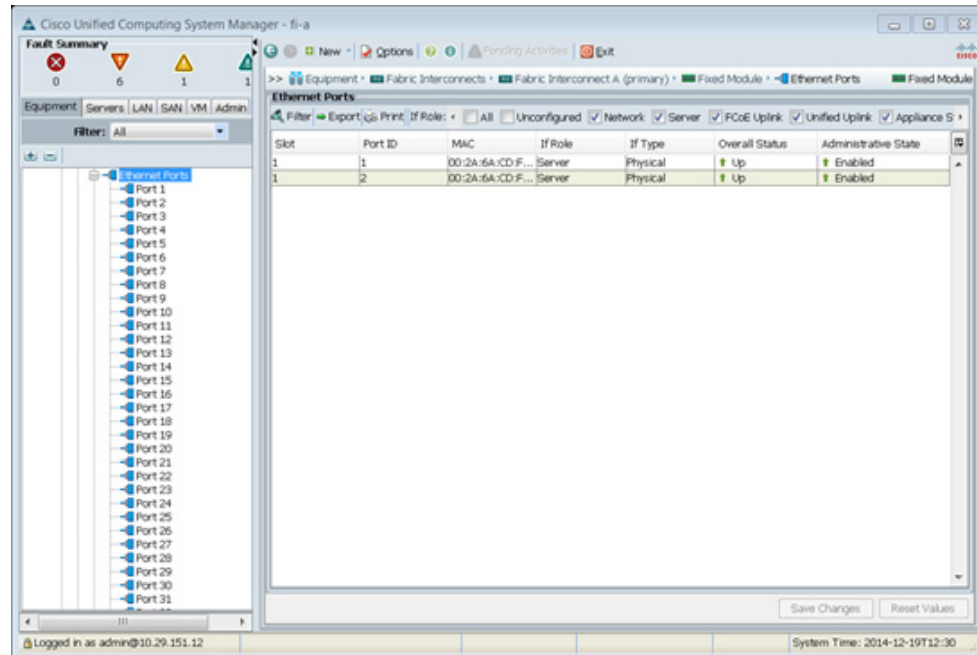 Cisco Unified Computing System Manager - fi-a
Fault Summary
0 6 1 1
New Options Pending Activities Exit
>> Equipment Fabric Interconnects Fabric Interconnect A (primary) Fixed Module Ethernet Ports Fixed Module
Ethernet Ports
Equipment Servers LAN SAN VM Admin
Filter: All
Filter Export Print If Role: All Unconfigured Network Server FCoE Uplink Unified Uplink Appliance S
Slot Port ID MAC If Role If Type Overall Status Administrative State
1 1 00:2A:6A:CD:F... Server Physical Up Enabled
1 2 00:2A:6A:CD:F... Server Physical Up Enabled
Ethernet Ports
Port 1
Port 2
Port 3
Port 4
Port 5
Port 6
Port 7
Port 8
Port 9
Port 10
Port 11
Port 12
Port 13
Port 14
Port 15
Port 16
Port 17
Port 18
Port 19
Port 20
Port 21
Port 22
Port 23
Port 24
Port 25
Port 26
Port 27
Port 28
Port 29
Port 30
Port 31
Save Changes Reset Values
Logged in as admin@10.29.151.12
System Time: 2014-12-19T12:30